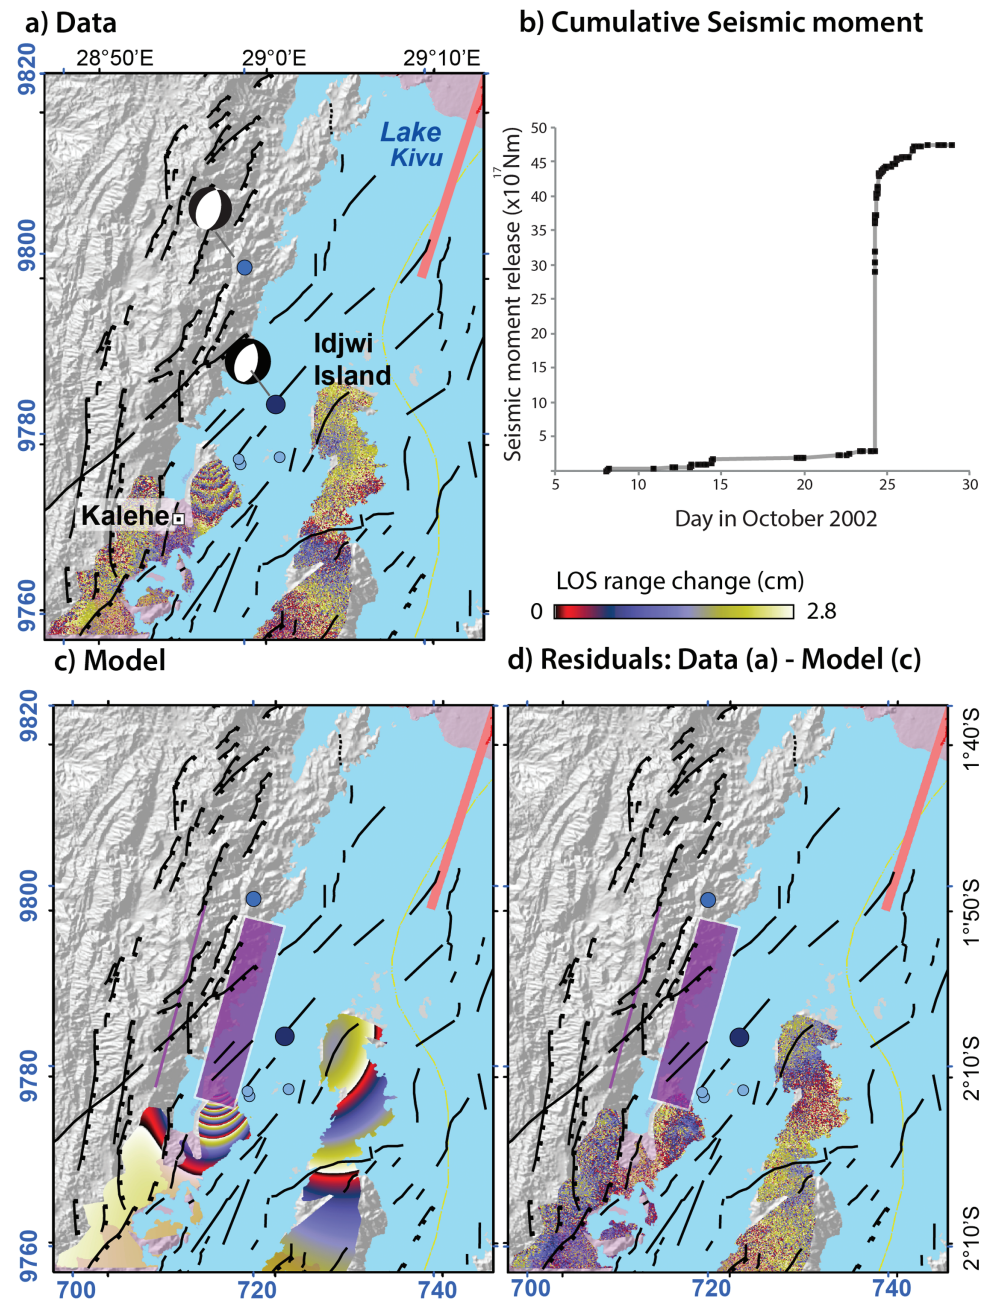 a) Data
28°50'E 29°0'E 29°10'E
9820
9800
9780
9760
Lake
Kivu
Idjwi
Island
Kalehe
b) Cumulative Seismic moment
Seismic moment release (x10¹⁷ Nm)
50
45
40
35
30
25
20
15
10
5
5 10 15 20 25 30
Day in October 2002
LOS range change (cm)
0 2.8
c) Model
9820
9800
9780
9760
700 720 740
d) Residuals: Data (a) - Model (c)
1°40'S
1°50'S
2°10'S
2°10'S
700 720 740